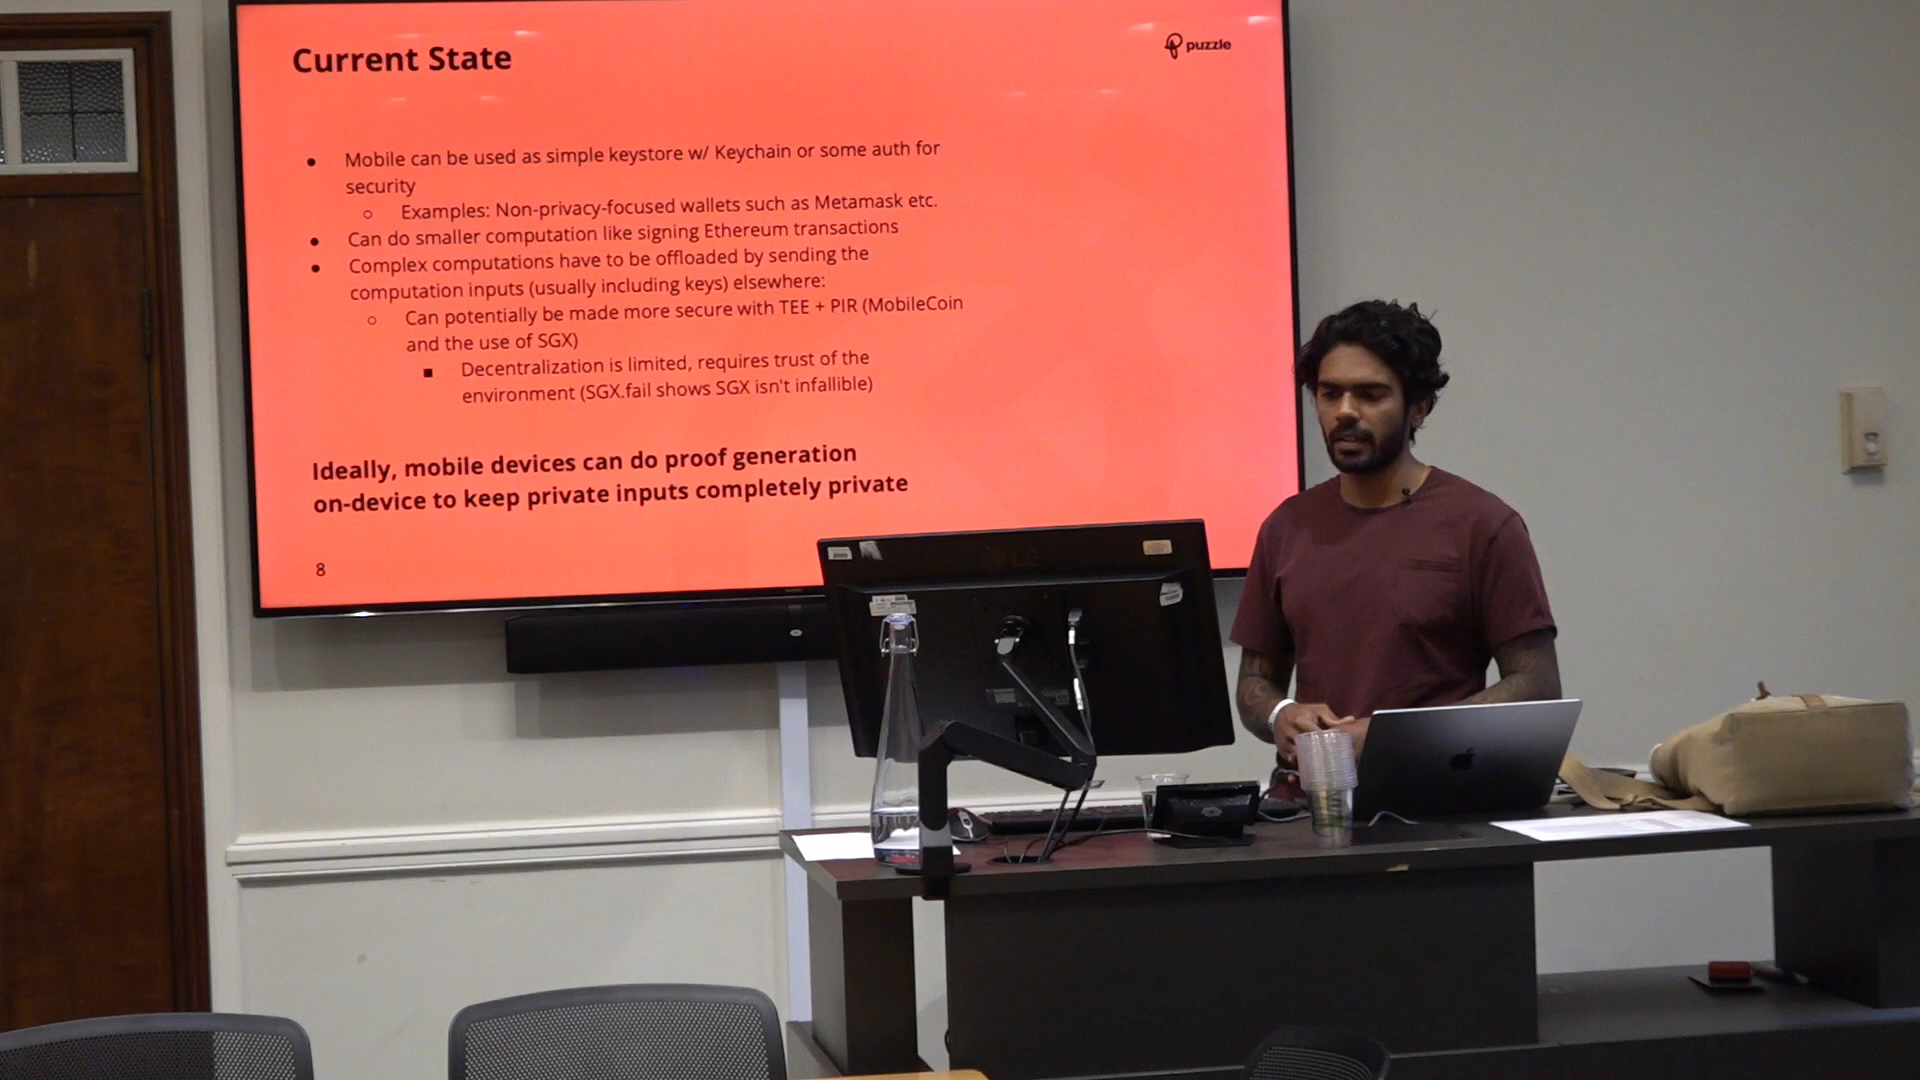 Current State
puzzle
● Mobile can be used as simple keystore w/ Keychain or some auth for
security
○ Examples: Non-privacy-focused wallets such as Metamask etc.
● Can do smaller computation like signing Ethereum transactions
● Complex computations have to be offloaded by sending the
computation inputs (usually including keys) elsewhere:
○ Can potentially be made more secure with TEE + PIR (MobileCoin
and the use of SGX)
■ Decentralization is limited, requires trust of the
environment (SGX.fail shows SGX isn't infallible)
Ideally, mobile devices can do proof generation
on-device to keep private inputs completely private
8